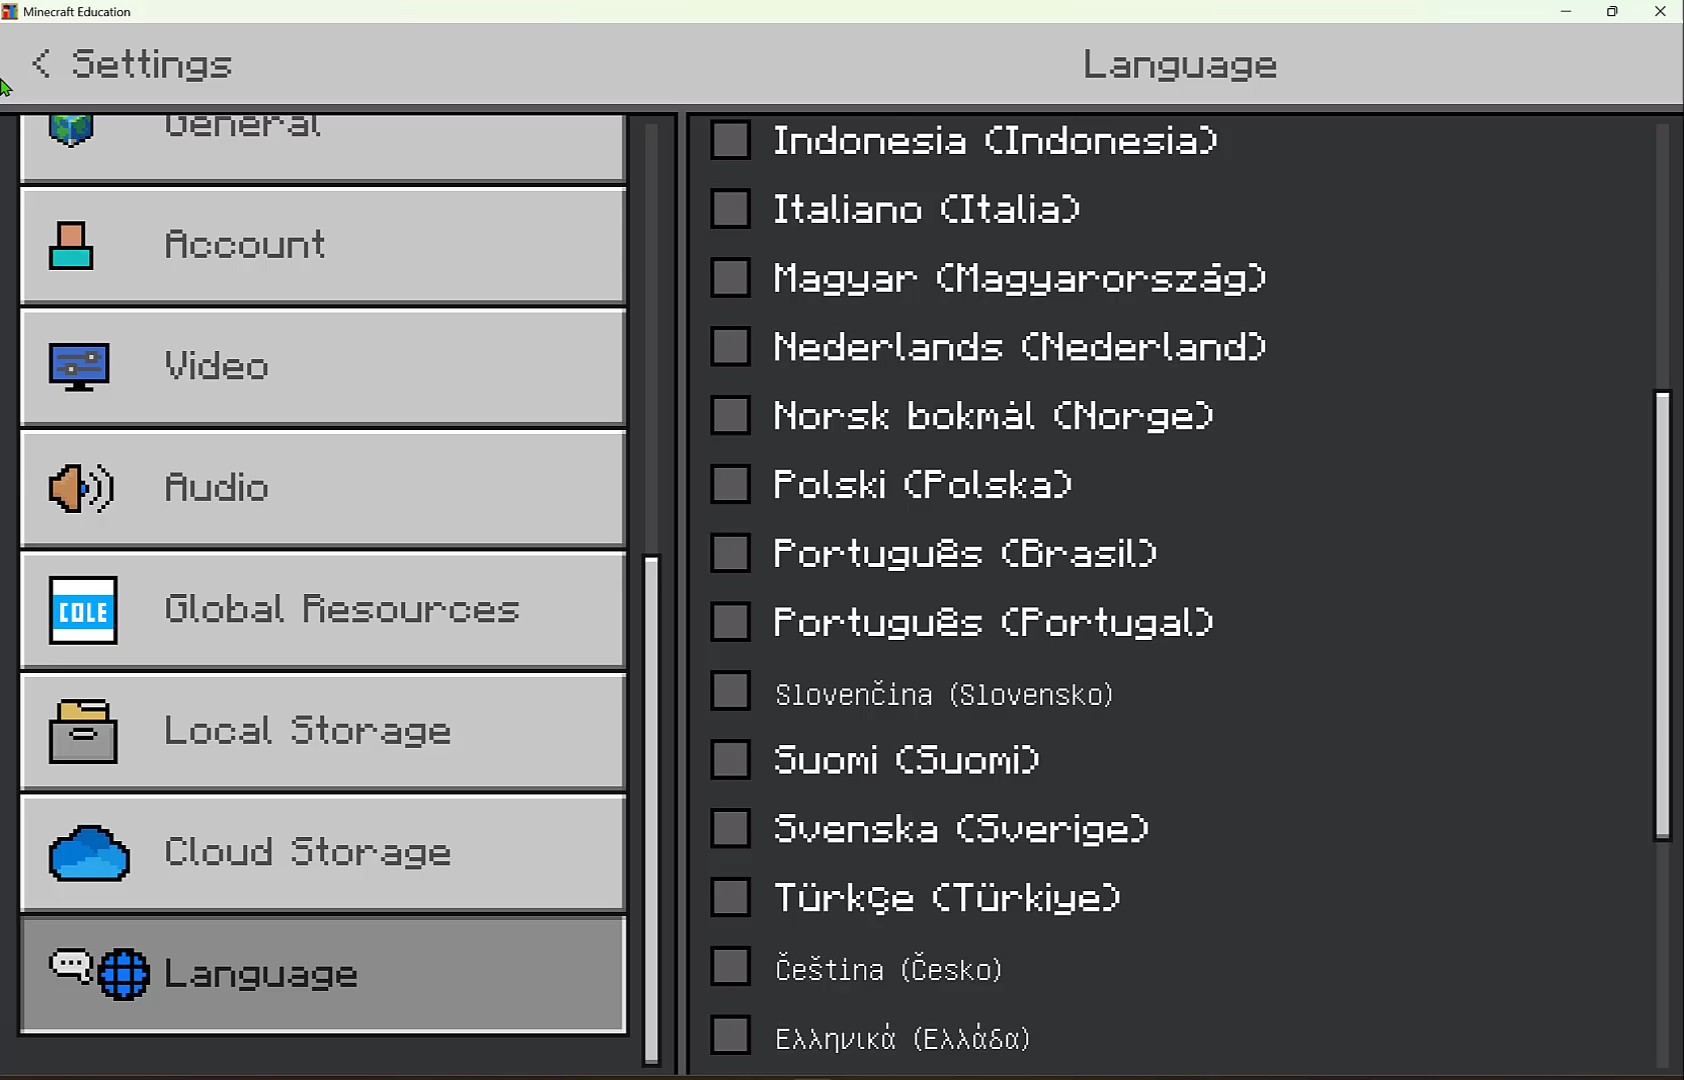 Minecraft Education
Settings
Language
General
Account
Video
Audio
COLE
Global Resources
Local Storage
Cloud Storage
Language
Indonesia (Indonesia)
Italiano (Italia)
Magyar (Magyarország)
Nederlands (Nederland)
Norsk bokmål (Norge)
Polski (Polska)
Português (Brasil)
Português (Portugal)
Slovenčina (Slovensko)
Suomi (Suomi)
Svenska (Sverige)
Türkçe (Türkiye)
Čeština (Česko)
Ελληνικά (Ελλάδα)